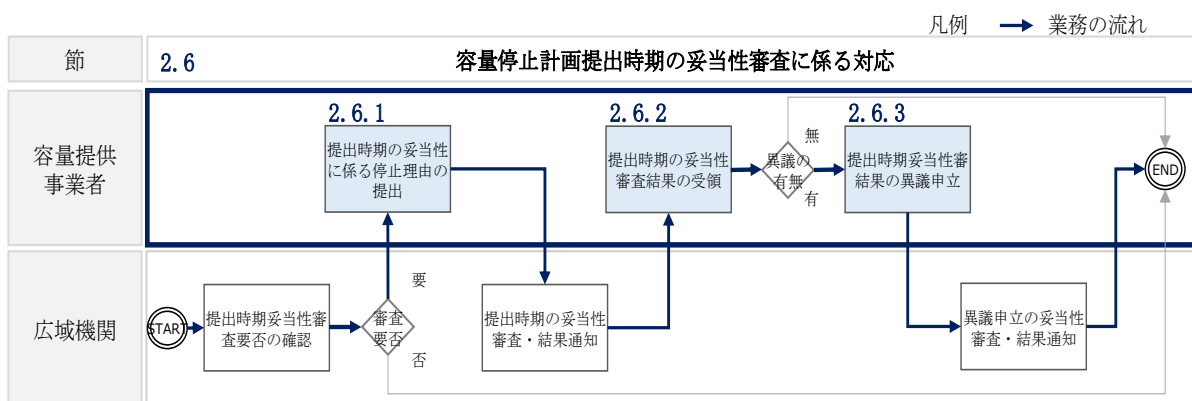 凡例 業務の流れ
節
2.6
容量停止計画提出時期の妥当性審査に係る対応
容量提供
事業者
2.6.1
提出時期の妥当性
に係る停止理由の
提出
2.6.2
提出時期の妥当性
審査結果の受領
異議の
有無
無
有
2.6.3
提出時期妥当性審
結果の異議申立
END
広域機関
START
提出時期妥当性審
査要否の確認
審査
要否
要
否
提出時期の妥当性
審査・結果通知
異議申立の妥当性
審査・結果通知